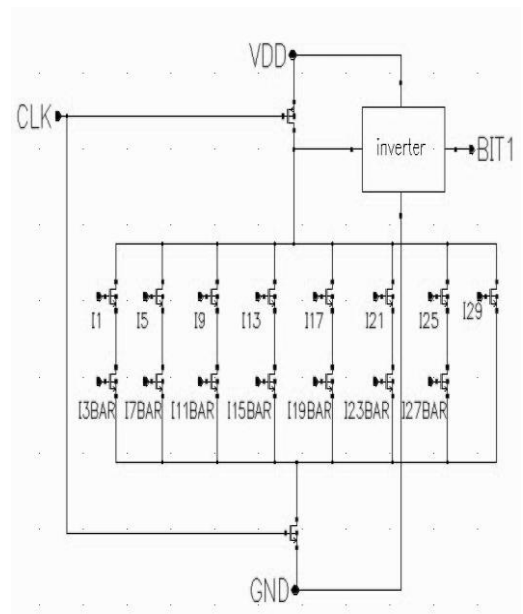 VDD
CLK
inverter
BIT1
I1 I5 I9 I13 I17 I21 I25 I29
I3BAR I7BAR I11BAR I15BAR I19BAR I23BAR I27BAR
GND